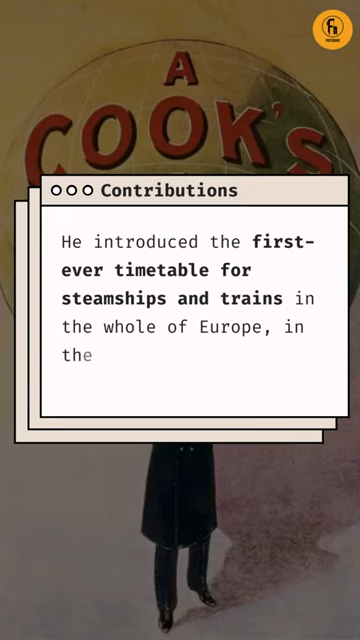 A
COOK'S
Contributions
He introduced the first-
ever timetable for
steamships and trains in
the whole of Europe, in
the